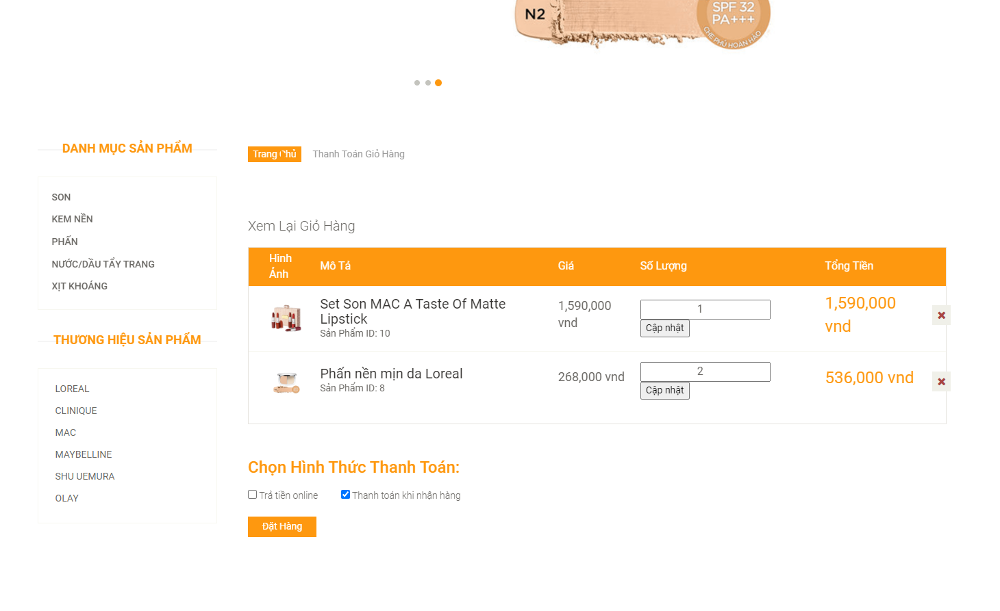 N2
SPF 32
PA+++
CHE PHỦ HOÀN HẢO
DANH MỤC SẢN PHẨM
SON
KEM NỀN
PHẤN
NƯỚC/DẦU TẨY TRANG
XỊT KHOÁNG
THƯƠNG HIỆU SẢN PHẨM
LOREAL
CLINIQUE
MAC
MAYBELLINE
SHU UEMURA
OLAY
Trang Chủ Thanh Toán Giỏ Hàng
Xem Lại Giỏ Hàng
Hình Ảnh Mô Tả Giá Số Lượng Tổng Tiền
Set Son MAC A Taste Of Matte
Lipstick
Sản Phẩm ID: 10
1,590,000
vnd
1
Cập nhật
1,590,000
vnd
Phấn nền mịn da Loreal
Sản Phẩm ID: 8
268,000 vnd
2
Cập nhật
536,000 vnd
Chọn Hình Thức Thanh Toán:
Trả tiền online Thanh toán khi nhận hàng
Đặt Hàng